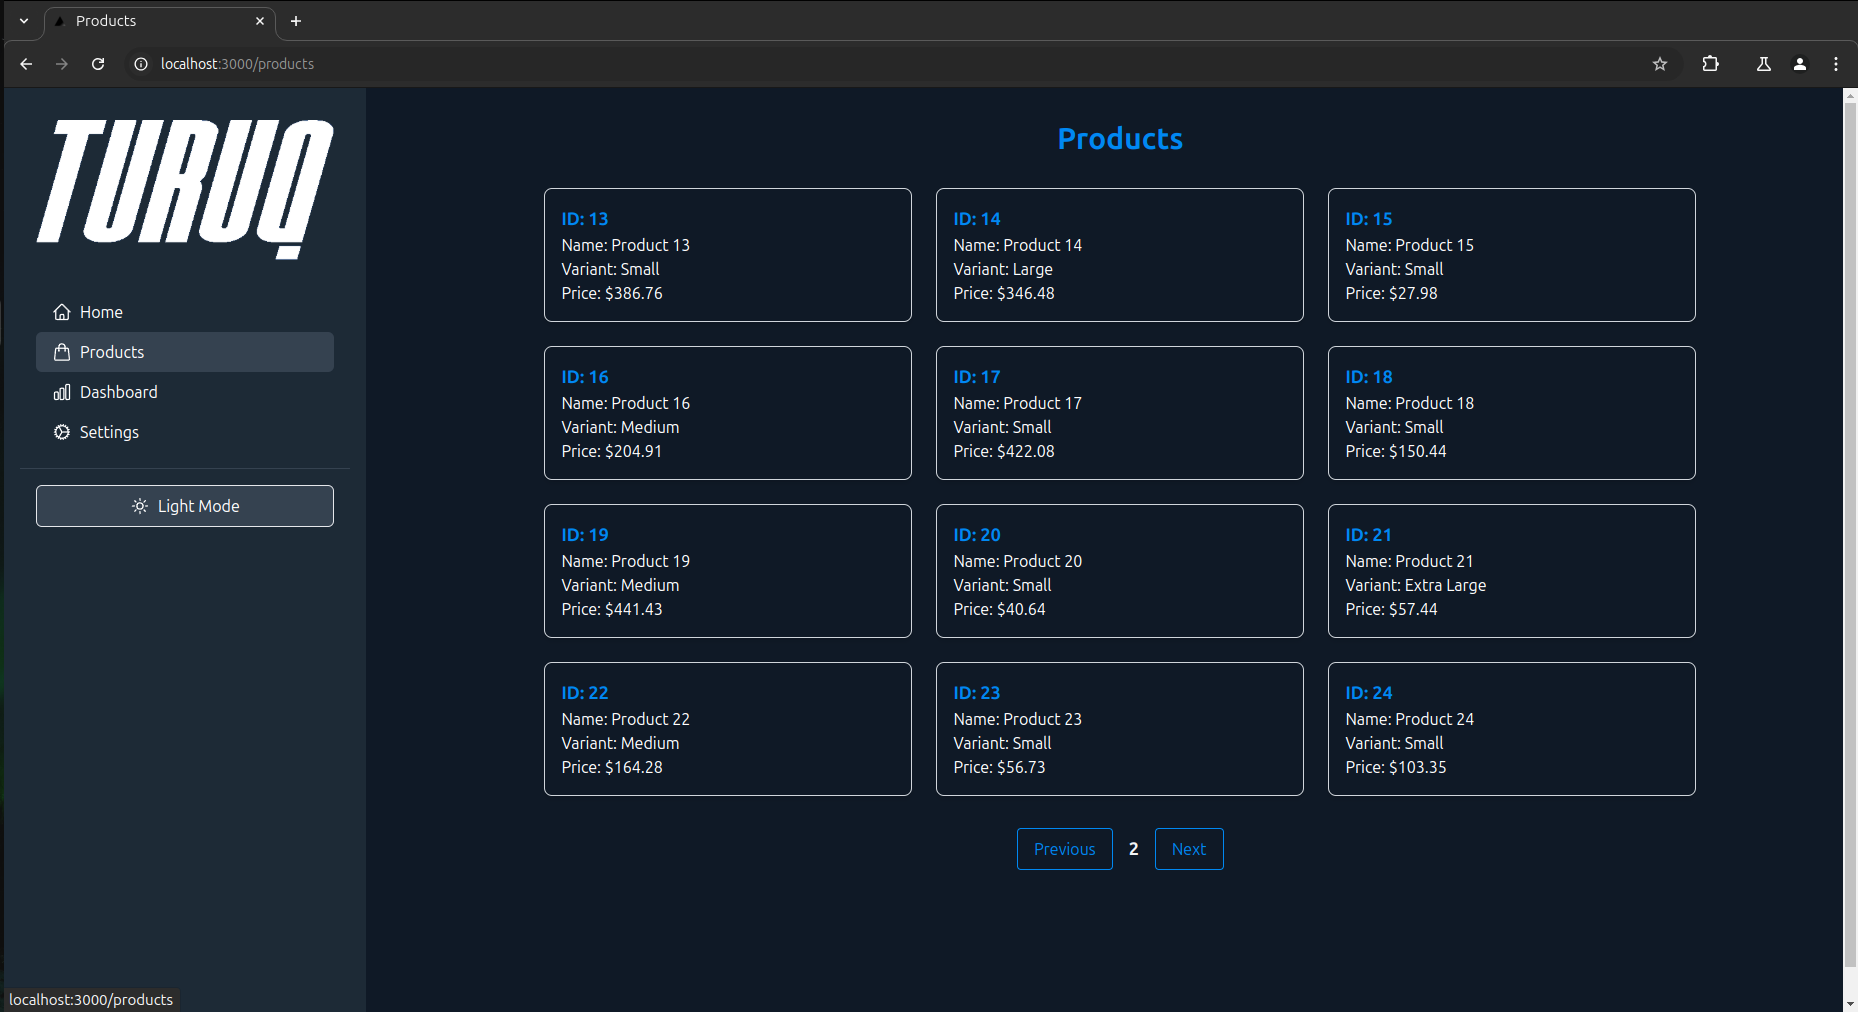 Products
localhost:3000/products
TURUQ
Home
Products
Dashboard
Settings
Light Mode
Products
ID: 13
Name: Product 13
Variant: Small
Price: $386.76
ID: 14
Name: Product 14
Variant: Large
Price: $346.48
ID: 15
Name: Product 15
Variant: Small
Price: $27.98
ID: 16
Name: Product 16
Variant: Medium
Price: $204.91
ID: 17
Name: Product 17
Variant: Small
Price: $422.08
ID: 18
Name: Product 18
Variant: Small
Price: $150.44
ID: 19
Name: Product 19
Variant: Medium
Price: $441.43
ID: 20
Name: Product 20
Variant: Small
Price: $40.64
ID: 21
Name: Product 21
Variant: Extra Large
Price: $57.44
ID: 22
Name: Product 22
Variant: Medium
Price: $164.28
ID: 23
Name: Product 23
Variant: Small
Price: $56.73
ID: 24
Name: Product 24
Variant: Small
Price: $103.35
Previous 2 Next
localhost:3000/products